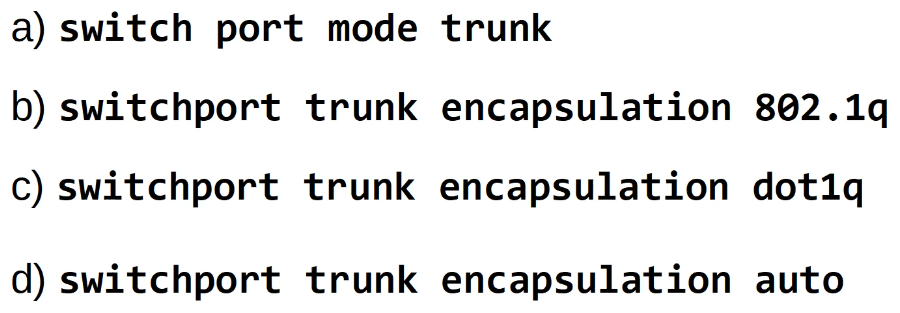 a) switch port mode trunk
b) switchport trunk encapsulation 802.1q
c) switchport trunk encapsulation dot1q
d) switchport trunk encapsulation auto